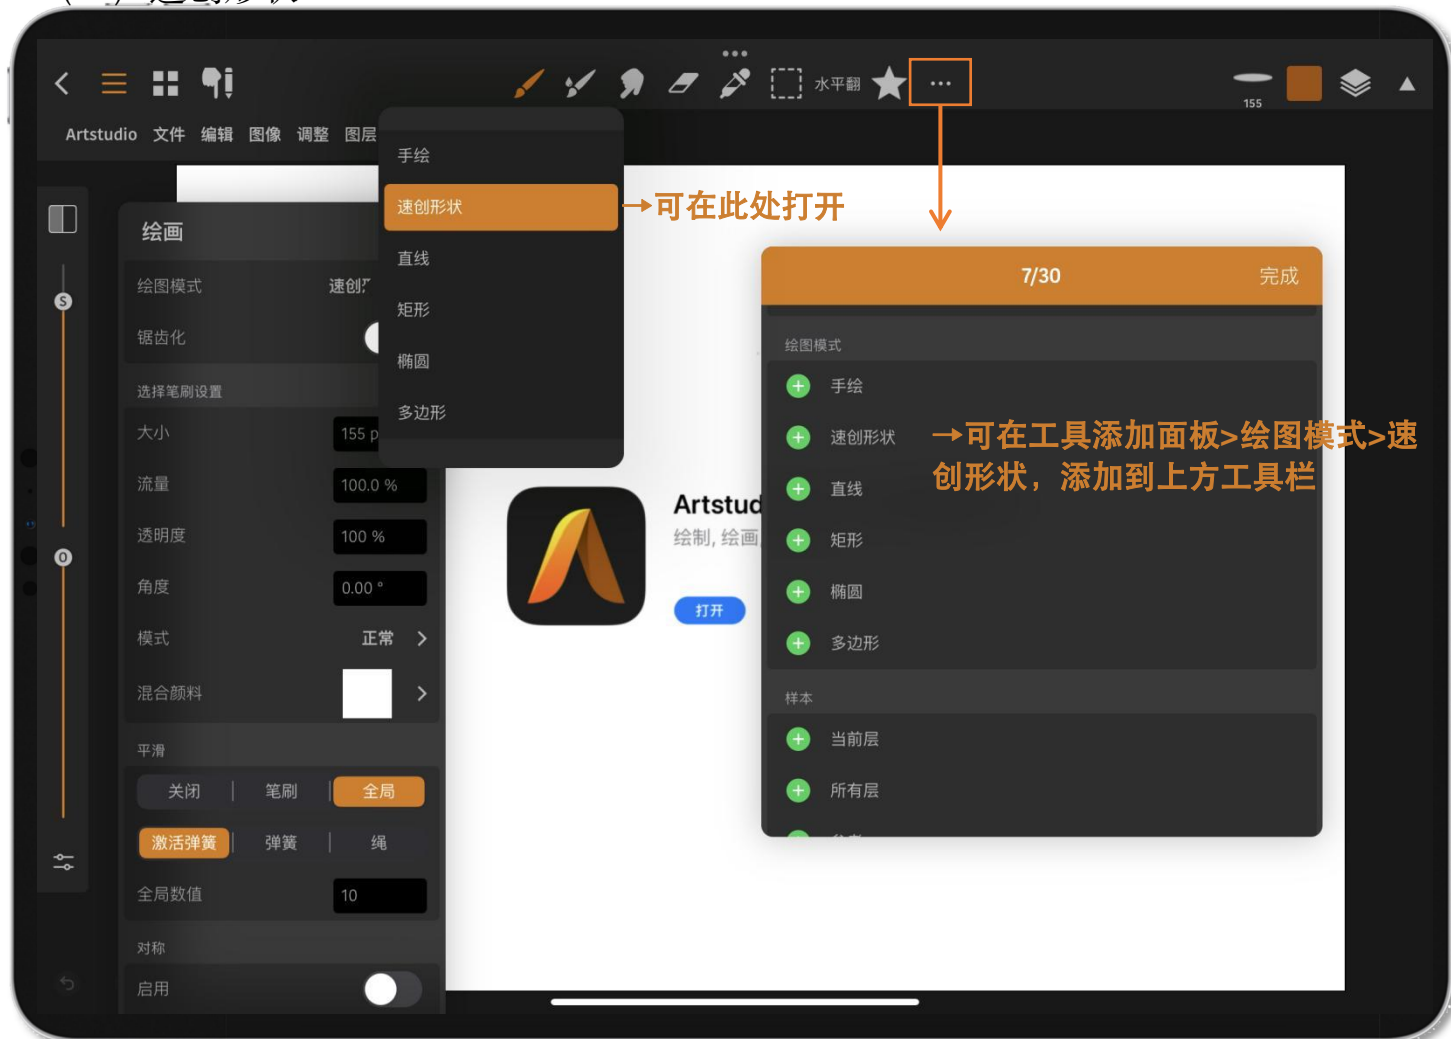 水平翻
155
Artstudio 文件 编辑 图像 调整 图层
手绘
速创形状
→可在此处打开
直线
矩形
椭圆
多边形
绘画
绘图模式
锯齿化
选择笔刷设置
大小 155 p
流量 100.0 %
透明度 100 %
角度 0.00 °
模式 正常
混合颜料
平滑
关闭 笔刷 全局
激活弹簧 弹簧 绳
全局数值 10
对称
启用
S
O
Artstud
绘制, 绘画,
打开
7/30 完成
绘图模式
手绘
速创形状
直线
矩形
椭圆
多边形
样本
当前层
所有层
→可在工具添加面板>绘图模式>速
创形状，添加到上方工具栏